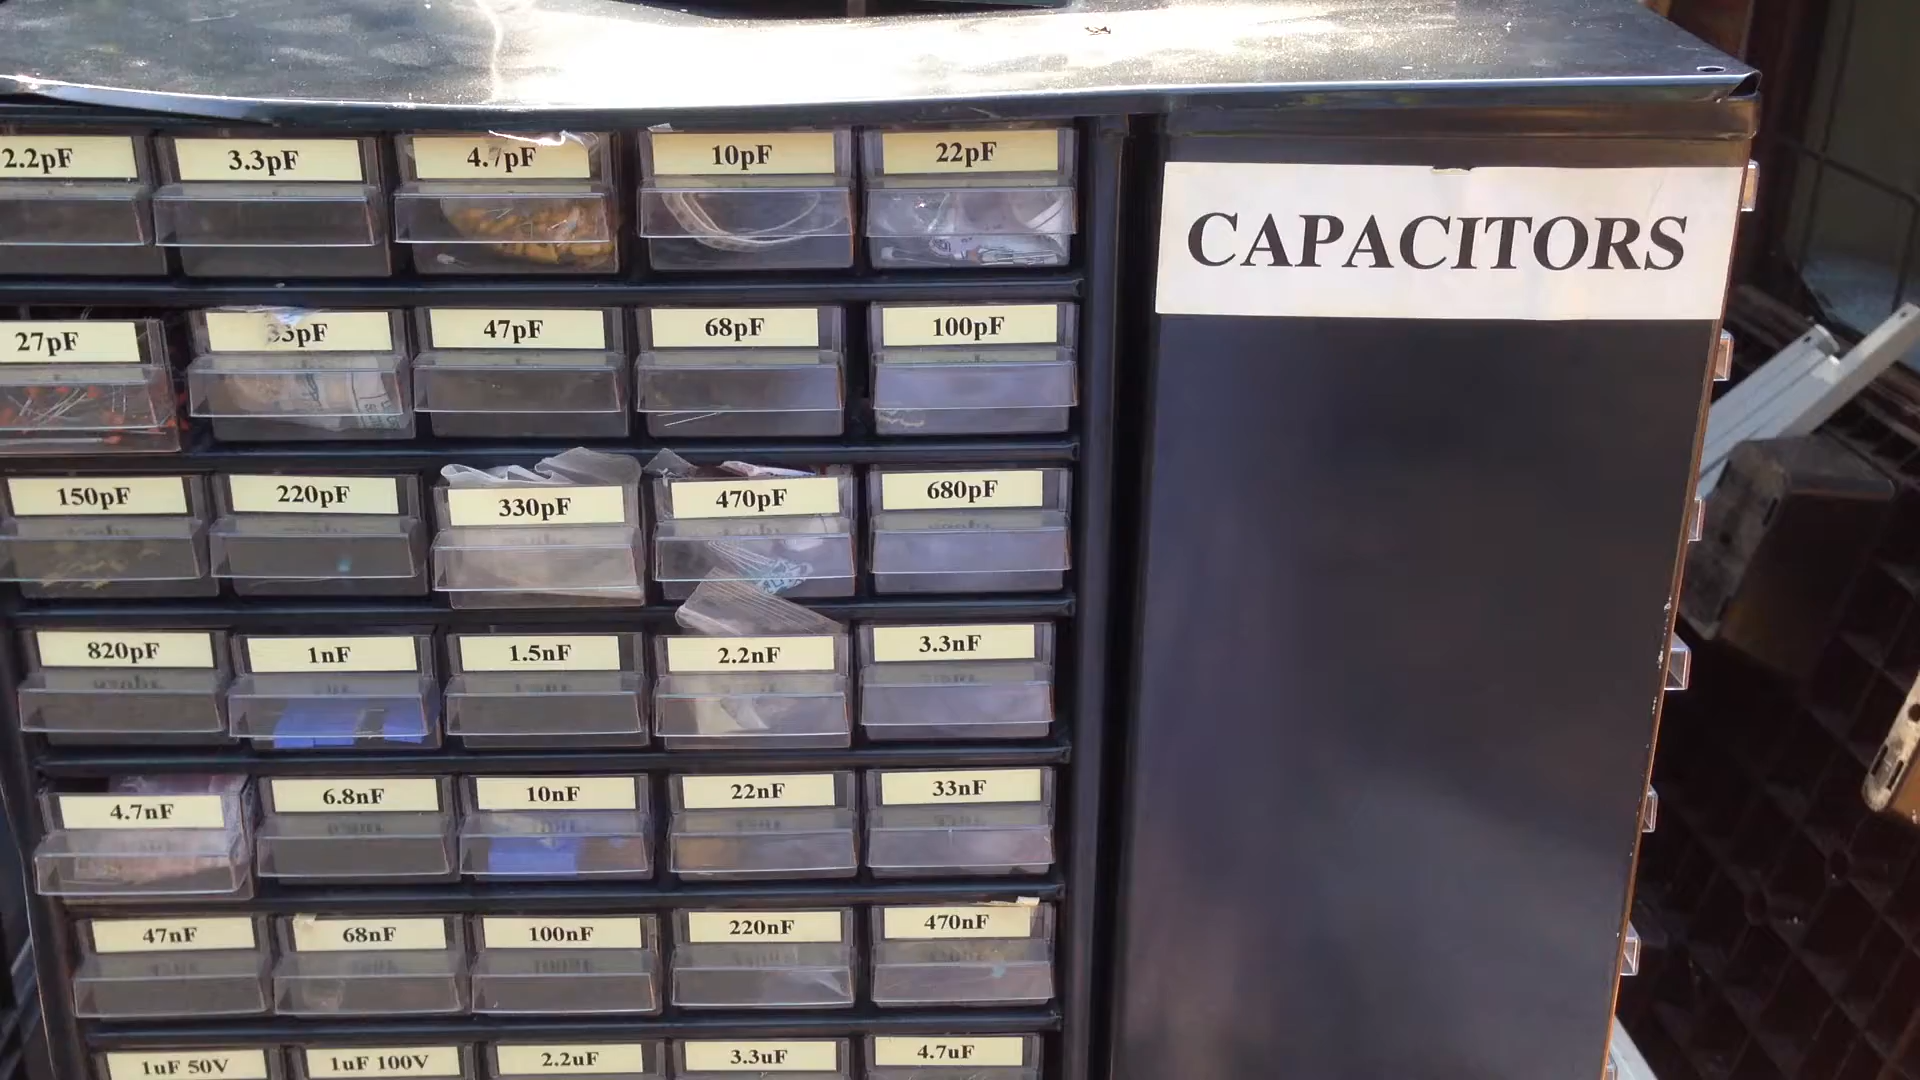 2.2pF
3.3pF
4.7pF
10pF
22pF
CAPACITORS
27pF
33pF
47pF
68pF
100pF
150pF
220pF
330pF
470pF
680pF
820pF
1nF
1.5nF
2.2nF
3.3nF
4.7nF
6.8nF
10nF
22nF
33nF
47nF
68nF
100nF
220nF
470nF
1uF 50V
1uF 100V
2.2uF
3.3uF
4.7uF